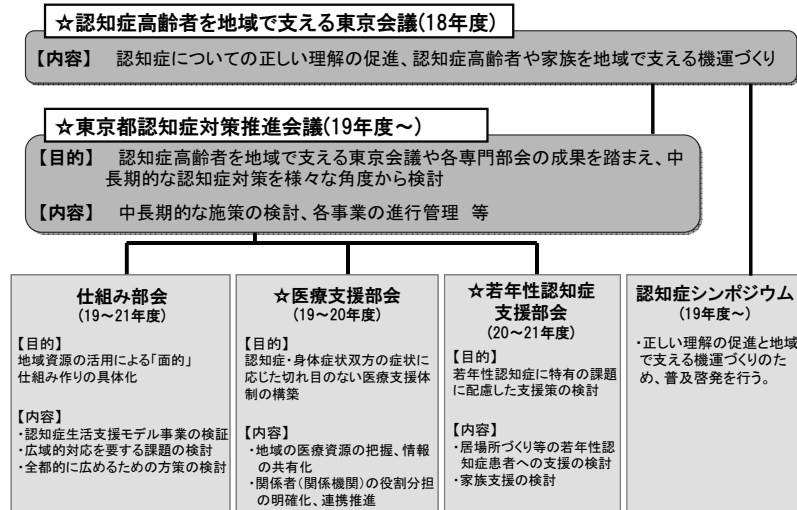 ☆認知症高齢者を地域で支える東京会議(18年度)
【内容】 認知症についての正しい理解の促進、認知症高齢者や家族を地域で支える機運づくり
☆東京都認知症対策推進会議(19年度～)
【目的】 認知症高齢者を地域で支える東京会議や各専門部会の成果を踏まえ、中
長期的な認知症対策を様々な角度から検討
【内容】 中長期的な施策の検討、各事業の進行管理 等
仕組み部会
(19～21年度)
【目的】
地域資源の活用による「面的」
仕組み作りの具体化
【内容】
・認知症生活支援モデル事業の検証
・広域的対応を要する課題の検討
・全都的に広めるための方策の検討
☆医療支援部会
(19～20年度)
【目的】
認知症・身体症状双方の症状に
応じた切れ目のない医療支援体
制の構築
【内容】
・地域の医療資源の把握、情報
の共有化
・関係者(関係機関)の役割分担
の明確化、連携推進
☆若年性認知症
支援部会
(20～21年度)
【目的】
若年性認知症に特有の課題
に配慮した支援策の検討
【内容】
・居場所づくり等の若年性認
知症患者への支援の検討
・家族支援の検討
認知症シンポジウム
(19年度～)
・正しい理解の促進と地域
で支える機運づくりのた
め、普及啓発を行う。